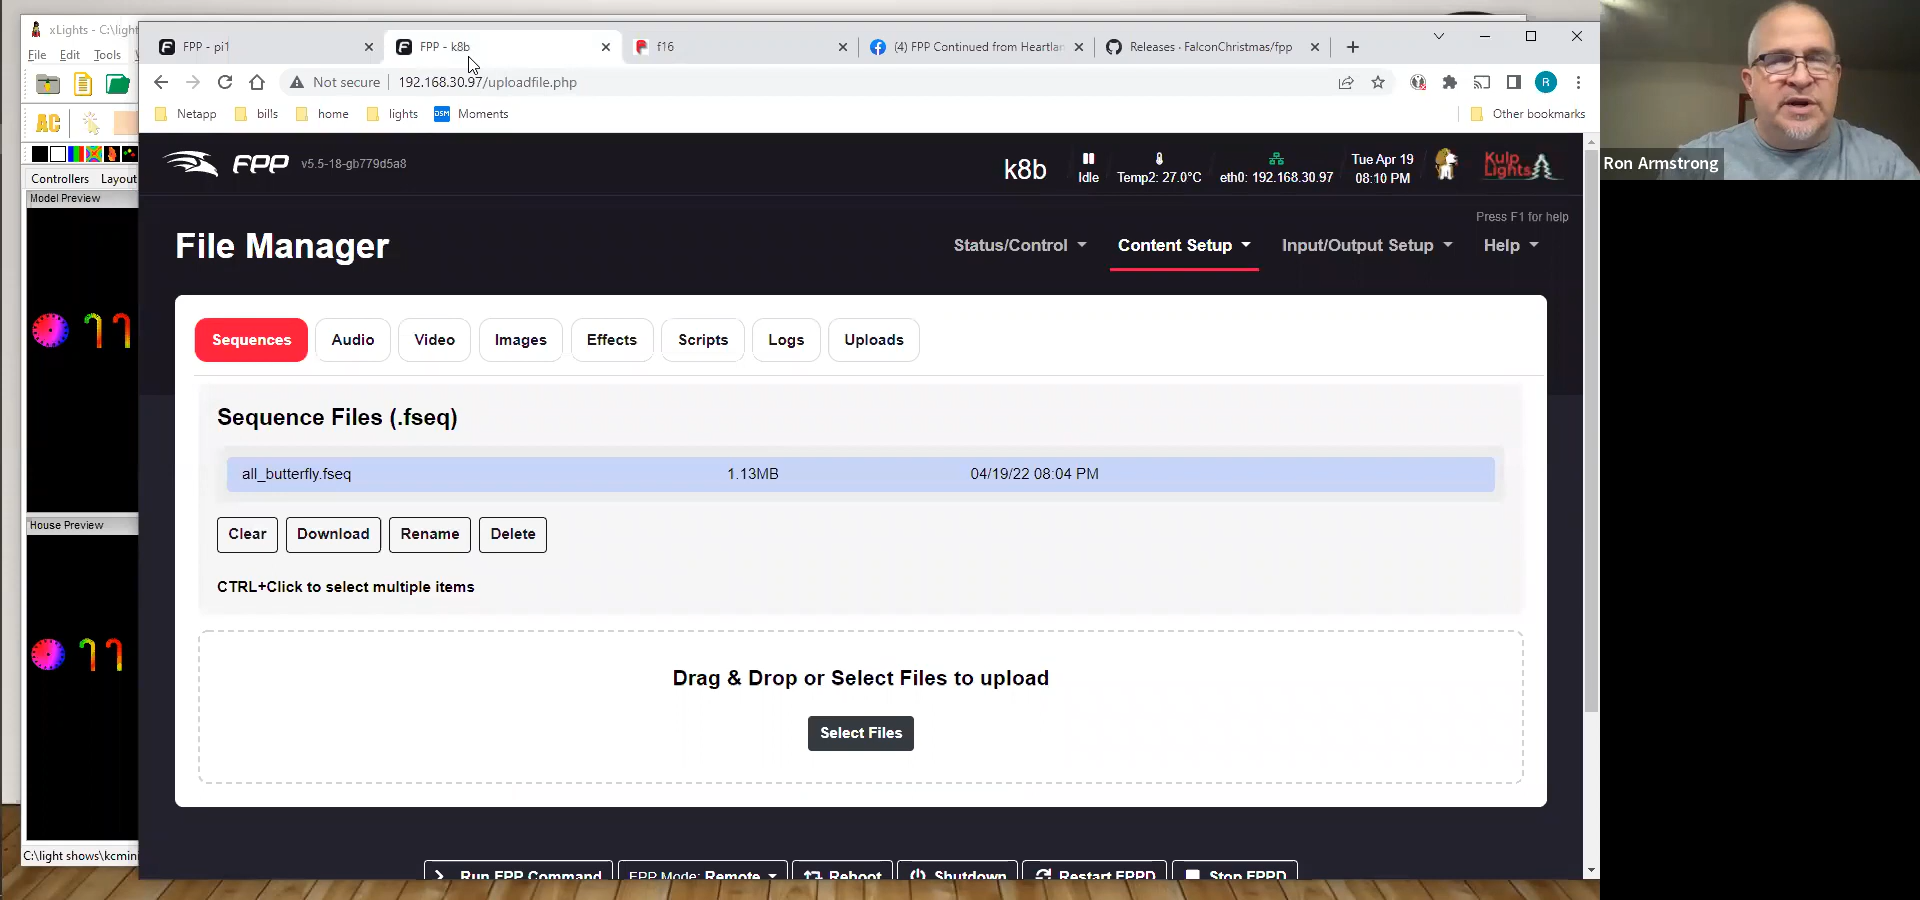 xLights - C:\light
File Edit Tools
AC
Controllers Layout
Model Preview
House Preview
C:\light shows\kcmini
FPP - pi1
FPP - k8b
f16
(4) FPP Continued from Heartlan
Releases · FalconChristmas/fpp
Not secure
192.168.30.97/uploadfile.php
R
Netapp
bills
home
lights
DSM
Moments
Other bookmarks
FPP
v5.5-18-gb779d5a8
k8b
Idle
Temp2: 27.0°C
eth0: 192.168.30.97
Tue Apr 19
08:10 PM
Kulp
Lights
Press F1 for help
File Manager
Status/Control
Content Setup
Input/Output Setup
Help
Sequences
Audio
Video
Images
Effects
Scripts
Logs
Uploads
Sequence Files (.fseq)
all_butterfly.fseq 1.13MB 04/19/22 08:04 PM
Clear
Download
Rename
Delete
CTRL+Click to select multiple items
Drag & Drop or Select Files to upload
Select Files
Run FPP Command
FPP Mode: Remote
Reboot
Shutdown
Restart FPPD
Stop FPPD
Ron Armstrong